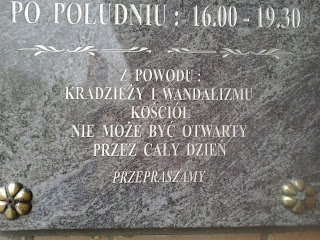 PO POŁUDNIU : 16.00 - 19.30
Z POWODU :
KRADZIEŻY I WANDALIZMU
KOŚCIÓŁ
NIE MOŻE BYĆ OTWARTY
PRZEZ CAŁY DZIEŃ
PRZEPRASZAMY